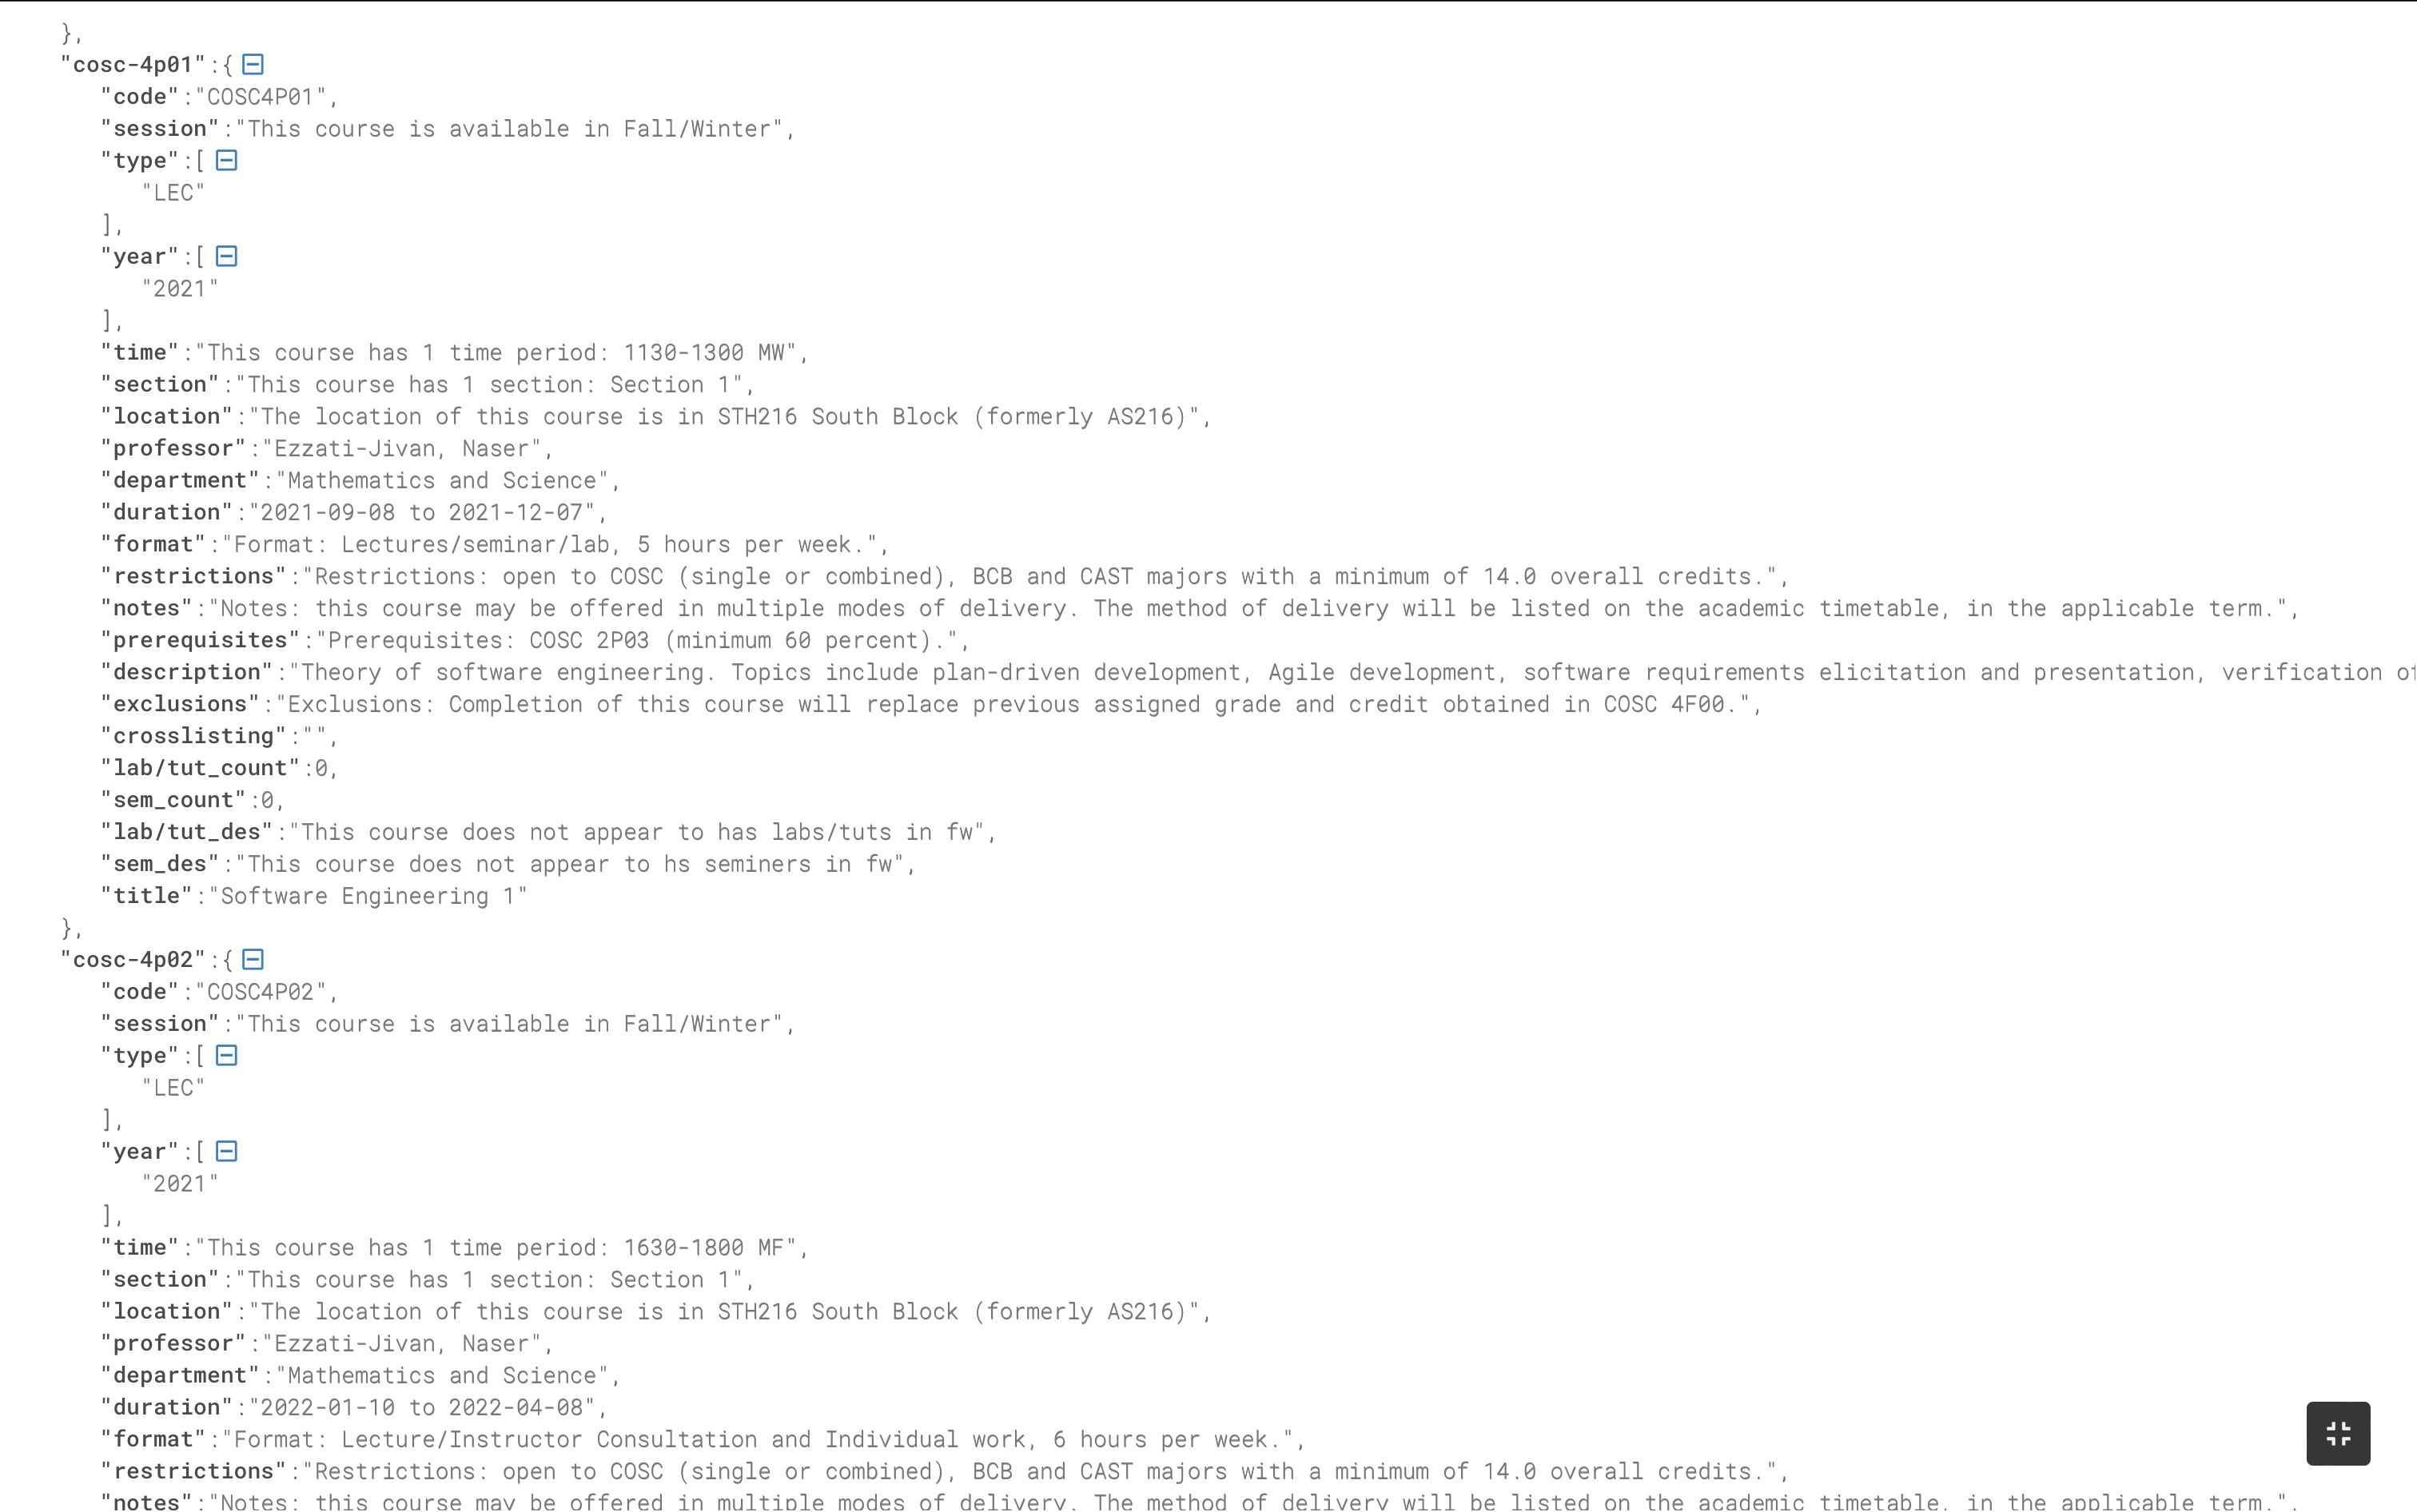 },
"cosc-4p01":{
"code":"COSC4P01",
"session":"This course is available in Fall/Winter",
"type":[
"LEC"
],
"year":[
"2021"
],
"time":"This course has 1 time period: 1130-1300 MW",
"section":"This course has 1 section: Section 1",
"location":"The location of this course is in STH216 South Block (formerly AS216)",
"professor":"Ezzati-Jivan, Naser",
"department":"Mathematics and Science",
"duration":"2021-09-08 to 2021-12-07",
"format":"Format: Lectures/seminar/lab, 5 hours per week.",
"restrictions":"Restrictions: open to COSC (single or combined), BCB and CAST majors with a minimum of 14.0 overall credits.",
"notes":"Notes: this course may be offered in multiple modes of delivery. The method of delivery will be listed on the academic timetable, in the applicable term.",
"prerequisites":"Prerequisites: COSC 2P03 (minimum 60 percent).",
"description":"Theory of software engineering. Topics include plan-driven development, Agile development, software requirements elicitation and presentation, verification of
"exclusions":"Exclusions: Completion of this course will replace previous assigned grade and credit obtained in COSC 4F00.",
"crosslisting":"",
"lab/tut_count":0,
"sem_count":0,
"lab/tut_des":"This course does not appear to has labs/tuts in fw",
"sem_des":"This course does not appear to hs seminers in fw",
"title":"Software Engineering 1"
},
"cosc-4p02":{
"code":"COSC4P02",
"session":"This course is available in Fall/Winter",
"type":[
"LEC"
],
"year":[
"2021"
],
"time":"This course has 1 time period: 1630-1800 MF",
"section":"This course has 1 section: Section 1",
"location":"The location of this course is in STH216 South Block (formerly AS216)",
"professor":"Ezzati-Jivan, Naser",
"department":"Mathematics and Science",
"duration":"2022-01-10 to 2022-04-08",
"format":"Format: Lecture/Instructor Consultation and Individual work, 6 hours per week.",
"restrictions":"Restrictions: open to COSC (single or combined), BCB and CAST majors with a minimum of 14.0 overall credits.",
"notes":"Notes: this course may be offered in multiple modes of delivery. The method of delivery will be listed on the academic timetable, in the applicable term.",